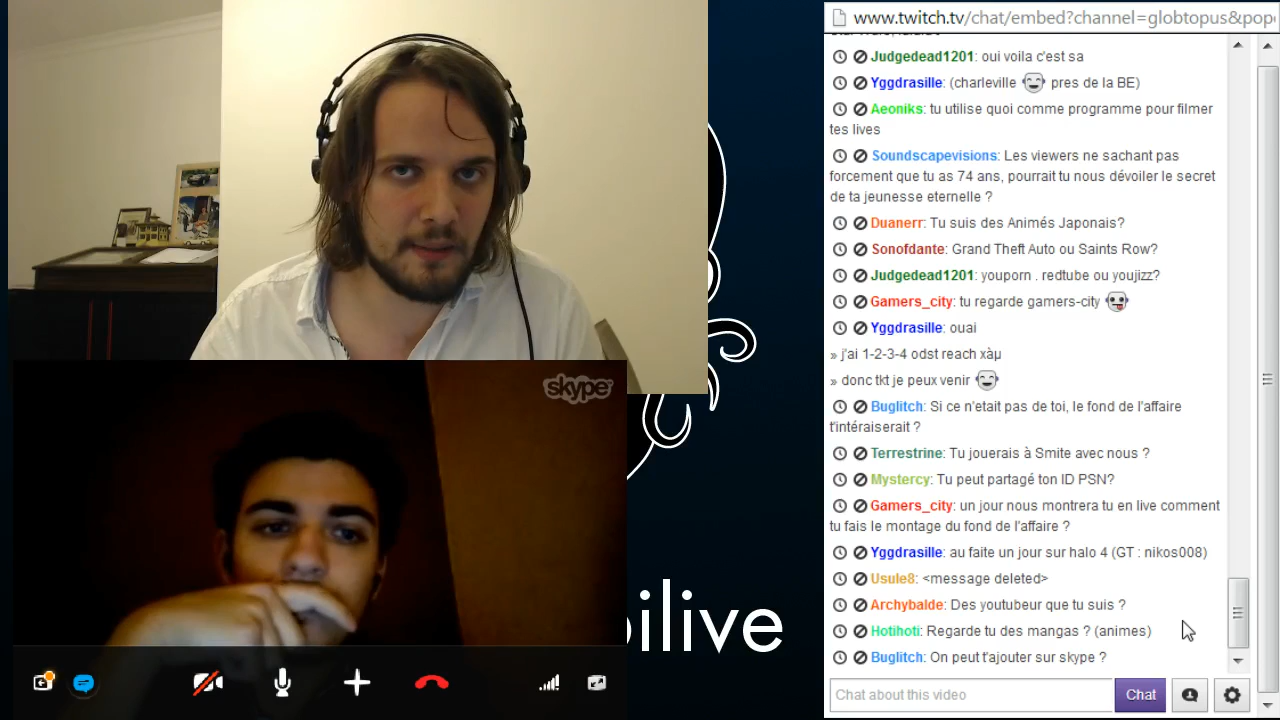 www.twitch.tv/chat/embed?channel=globtopus&pop
Judgedead1201: oui voila c'est sa
Yggdrasille: (charleville pres de la BE)
Aeoniks: tu utilise quoi comme programme pour filmer
tes lives
Soundscapevisions: Les viewers ne sachant pas
forcement que tu as 74 ans, pourrait tu nous dévoiler le secret
de ta jeunesse eternelle ?
Duanerr: Tu suis des Animés Japonais?
Sonofdante: Grand Theft Auto ou Saints Row?
Judgedead1201: youporn . redtube ou youjizz?
Gamers_city: tu regarde gamers-city
Yggdrasille: ouai
» j'ai 1-2-3-4 odst reach xàµ
» donc tkt je peux venir
Buglitch: Si ce n'etait pas de toi, le fond de l'affaire
t'intéraiserait ?
Terrestrine: Tu jouerais à Smite avec nous ?
Mystercy: Tu peut partagé ton ID PSN?
Gamers_city: un jour nous montrera tu en live comment
tu fais le montage du fond de l'affaire ?
Yggdrasille: au faite un jour sur halo 4 (GT : nikos008)
Usule8: <message deleted>
Archybalde: Des youtubeur que tu suis ?
Hotihoti: Regarde tu des mangas ? (animes)
Buglitch: On peut t'ajouter sur skype ?
Chat about this video
Chat
skype
ilive